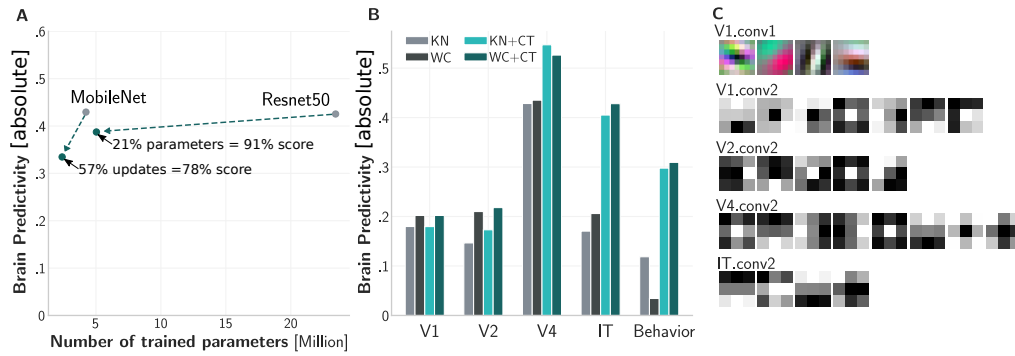 A
Brain Predictivity [absolute]
.6
.5
.4
.3
.2
.1
0
MobileNet
Resnet50
21% parameters = 91% score
57% updates =78% score
5
10
15
20
Number of trained parameters [Million]
B
Brain Predictivity [absolute]
KN
WC
KN+CT
WC+CT
.5
.4
.3
.2
.1
0
V1
V2
V4
IT
Behavior
C
V1.conv1
V1.conv2
V2.conv2
V4.conv2
IT.conv2